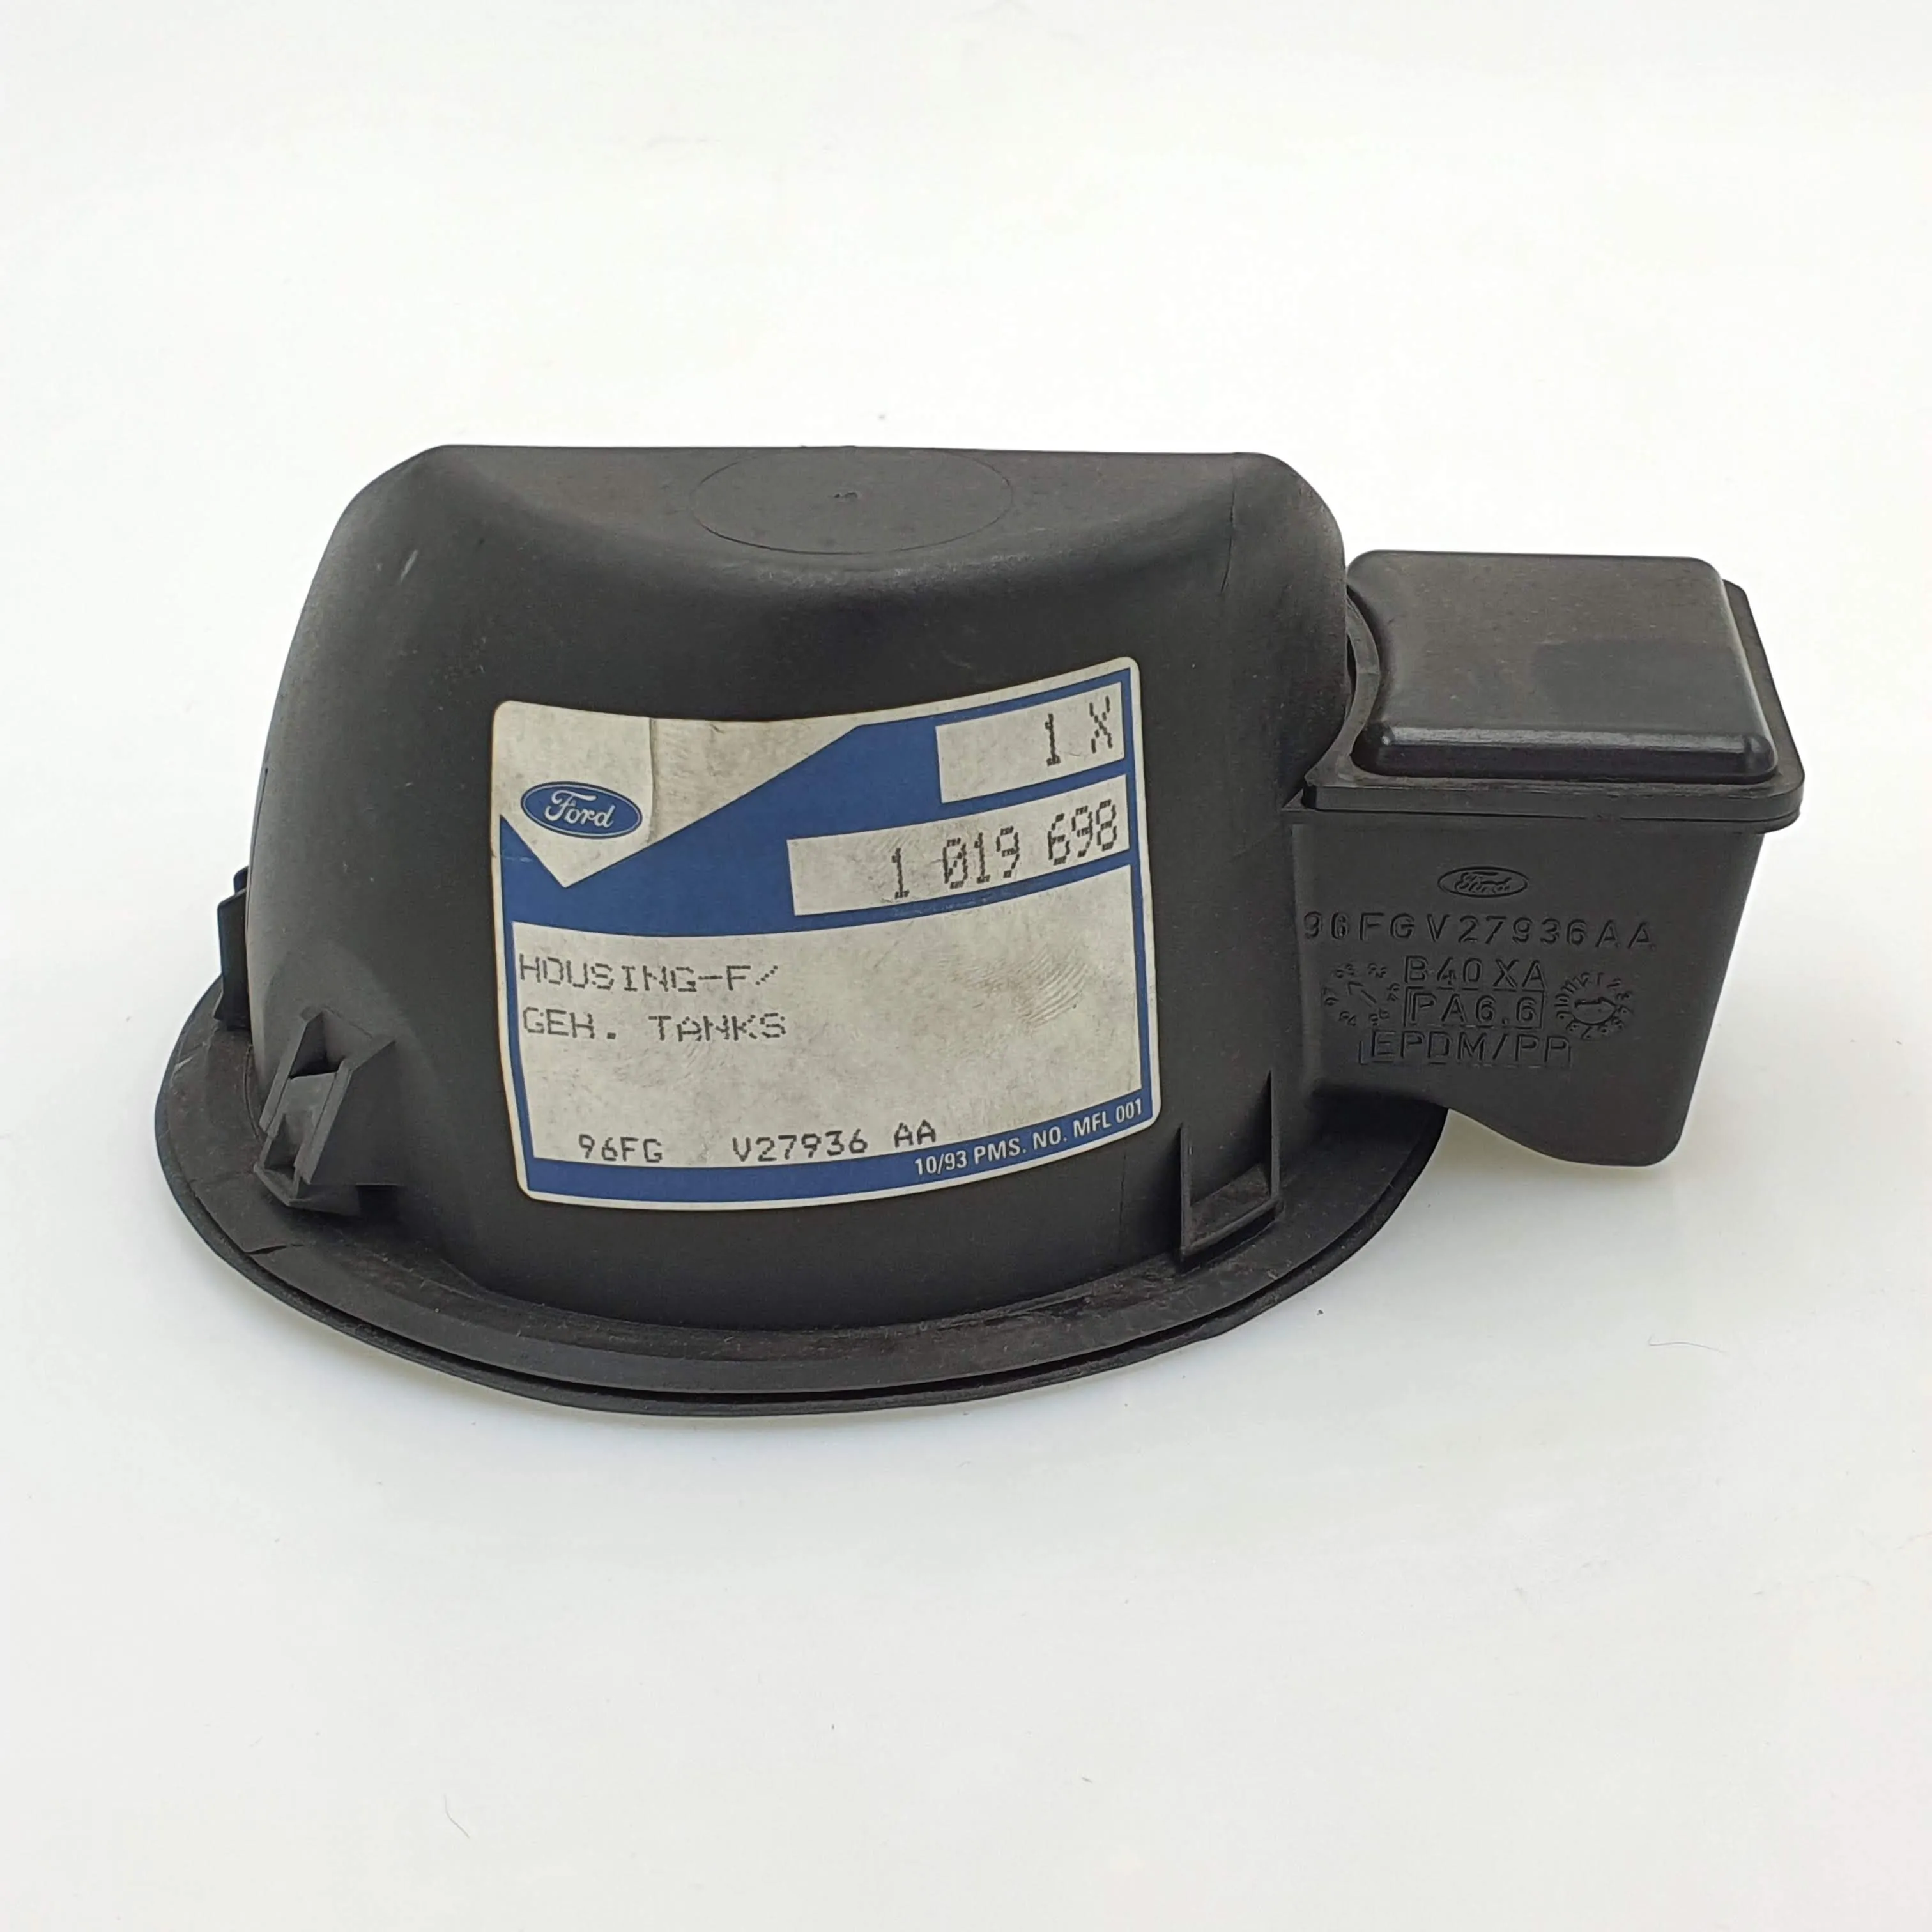 Ford
1 X
1 019 698
HOUSING-F/
GEH. TANKS
96FG V27936 AA
10/93 PMS. NO. MFL 001
Ford
96FGV27936AA
B40XA
PA6.6
EPDM/PP